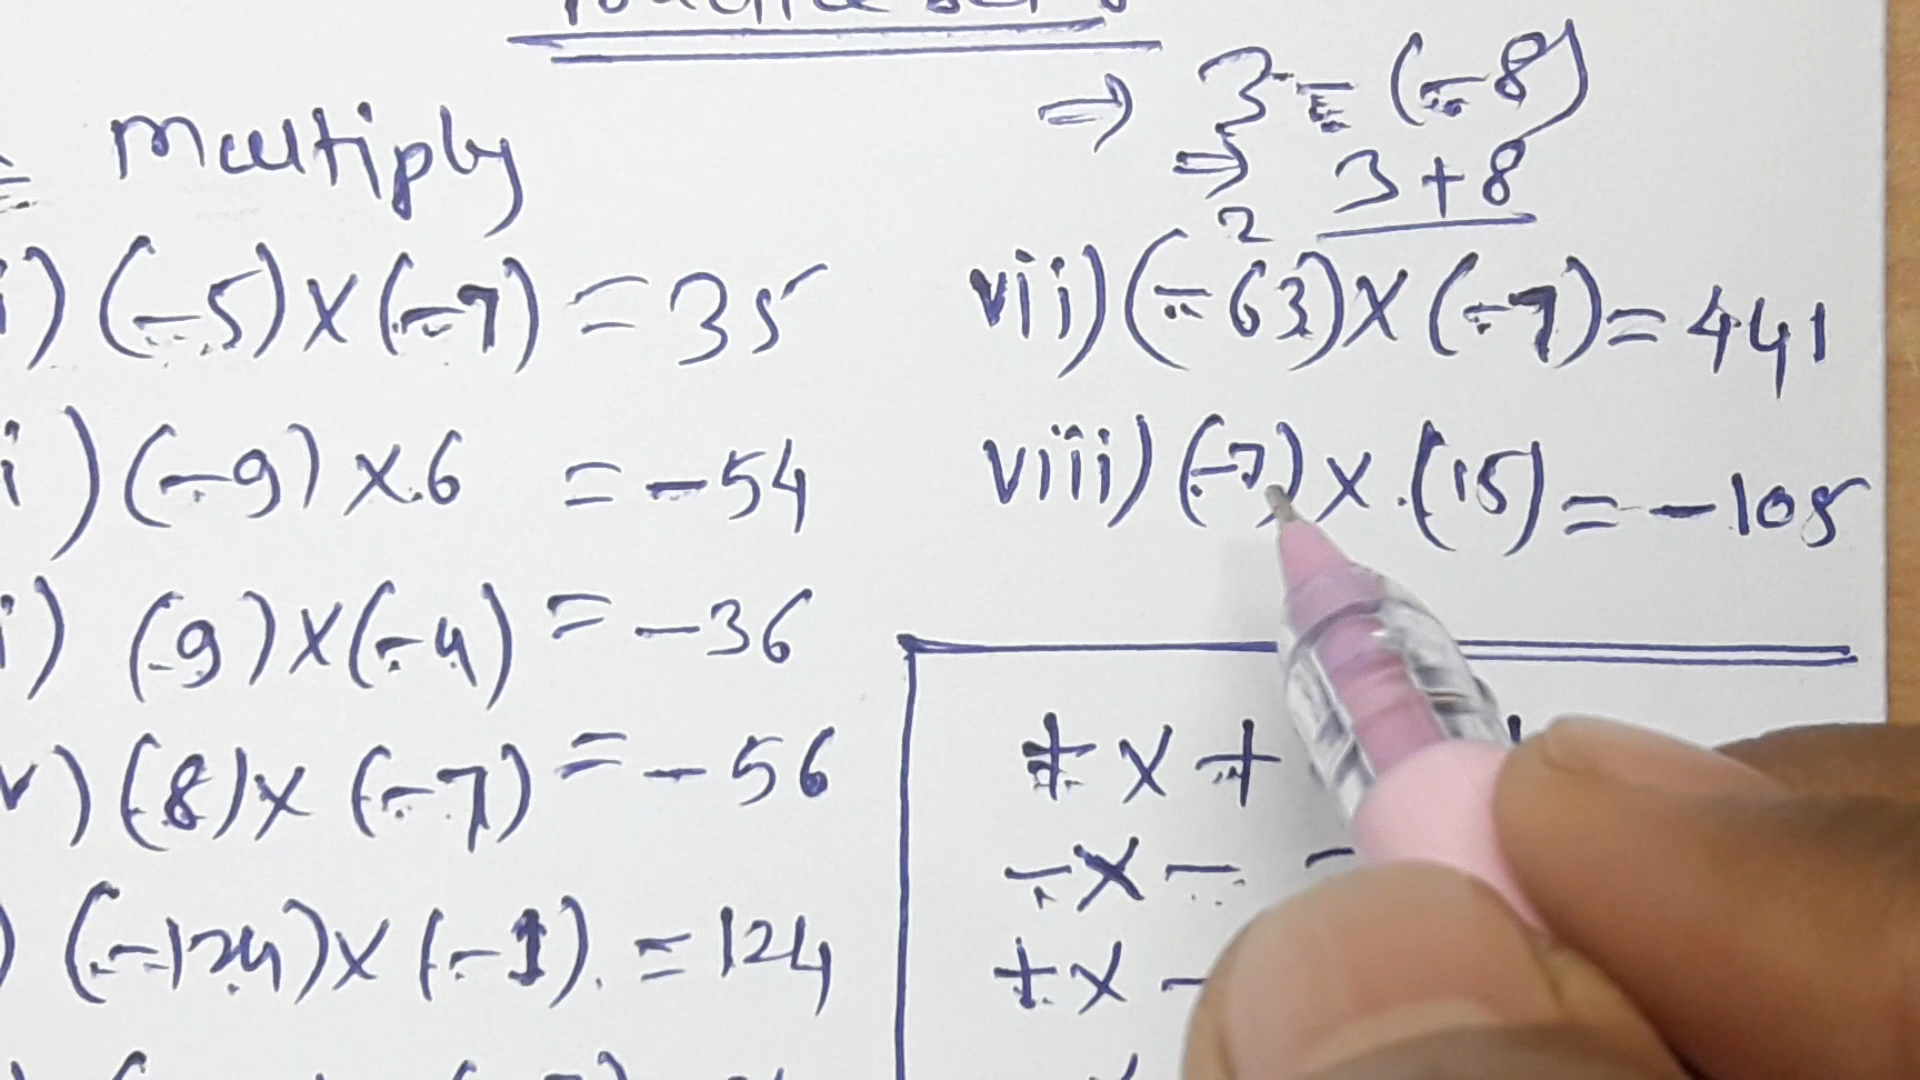 Multiply
i) (-5) x (-7) = 35
i) (-9) x 6 = -54
i) (9) x (-4) = -36
v) (8) x (-7) = -56
) (-124) x (-1) = 124
⇒ 3 - (-8)
⇒ 3 + 8
2
vii) (-63) x (-7) = 441
viii) (-7) x (15) = -105
+ x +
- x - -
+ x -